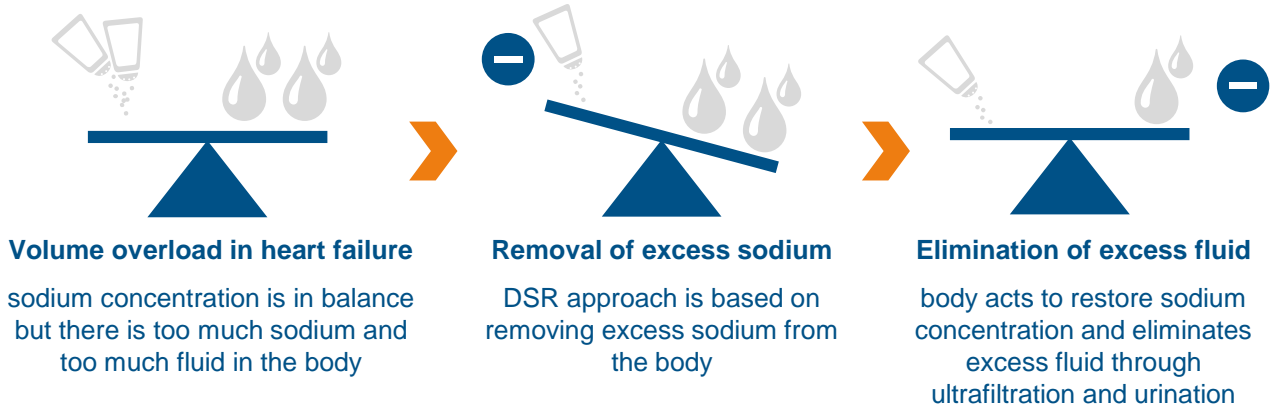 Volume overload in heart failure
sodium concentration is in balance
but there is too much sodium and
too much fluid in the body
Removal of excess sodium
DSR approach is based on
removing excess sodium from
the body
Elimination of excess fluid
body acts to restore sodium
concentration and eliminates
excess fluid through
ultrafiltration and urination